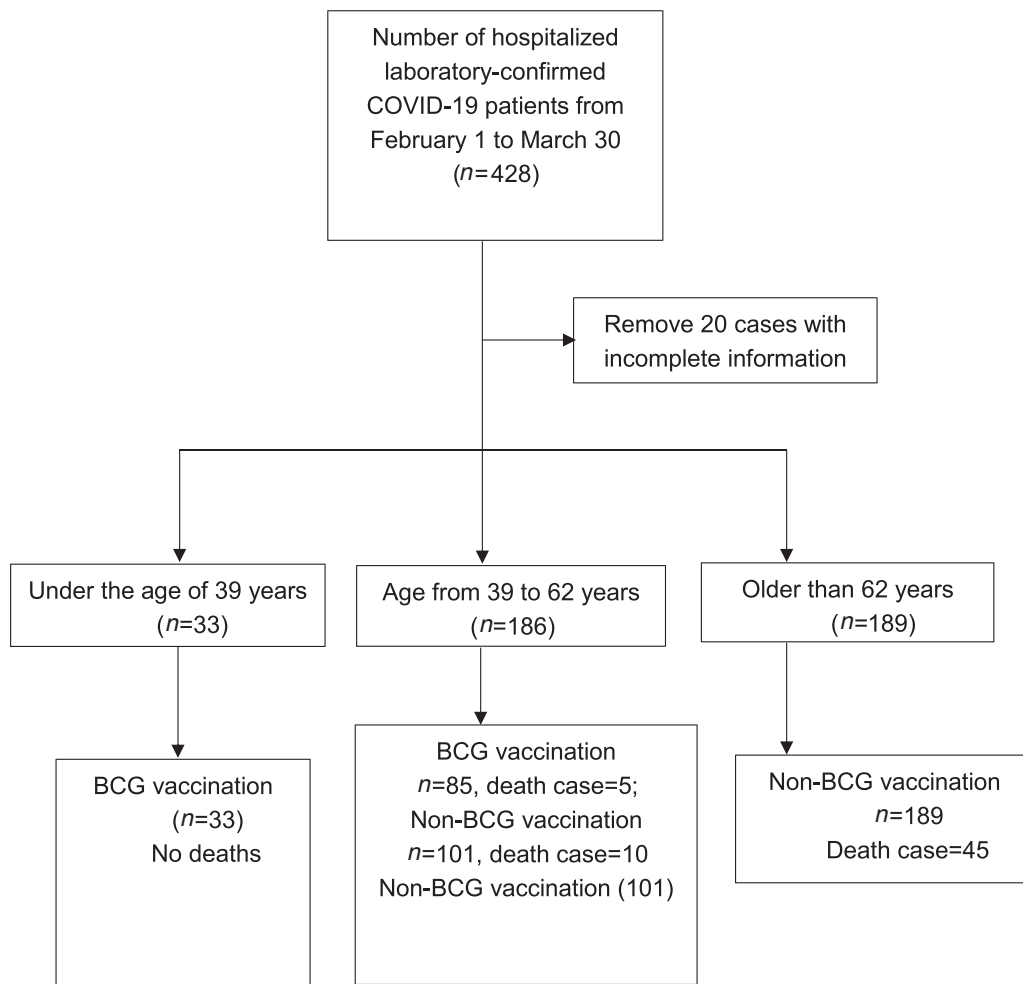 Number of hospitalized
laboratory-confirmed
COVID-19 patients from
February 1 to March 30
(n=428)
Remove 20 cases with
incomplete information
Under the age of 39 years
(n=33)
Age from 39 to 62 years
(n=186)
Older than 62 years
(n=189)
BCG vaccination
(n=33)
No deaths
BCG vaccination
n=85, death case=5;
Non-BCG vaccination
n=101, death case=10
Non-BCG vaccination (101)
Non-BCG vaccination
n=189
Death case=45